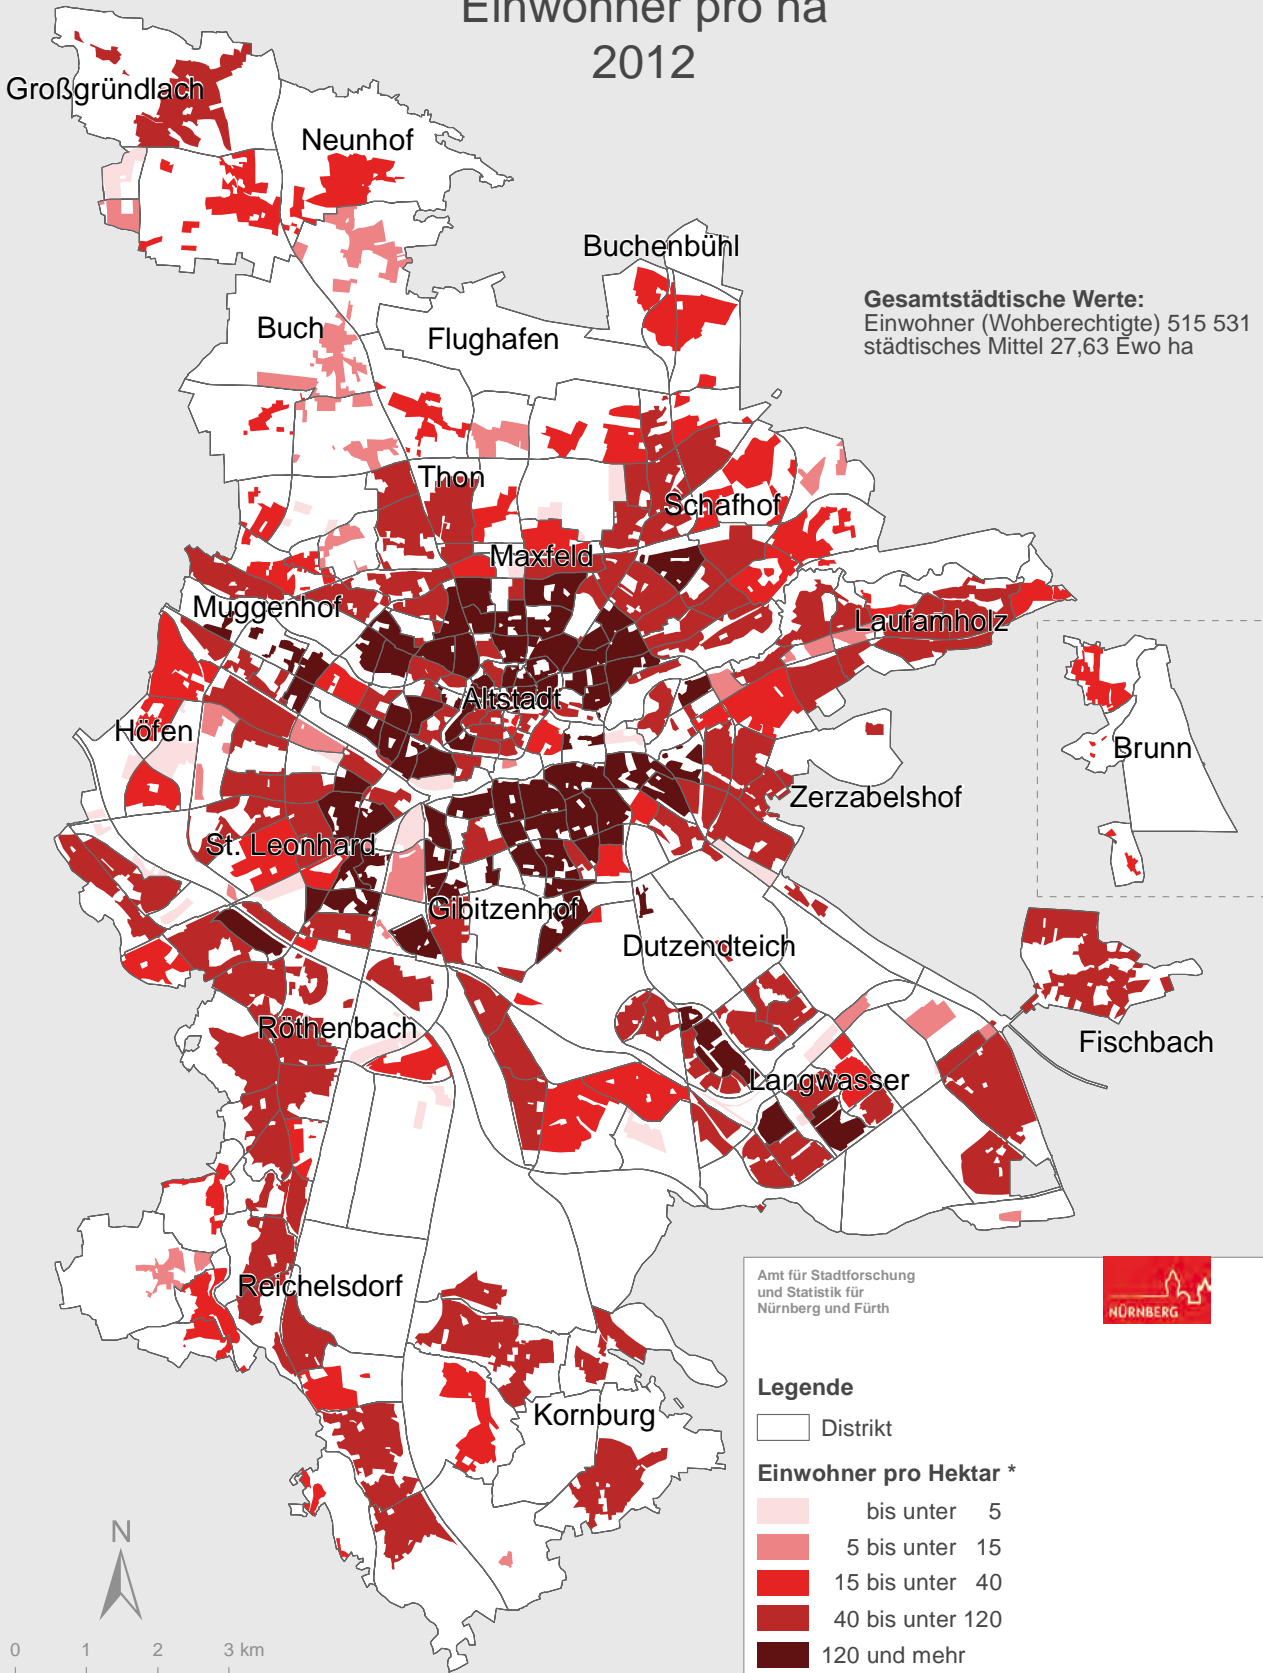 Einwohner pro ha
2012
Großgründlach
Neunhof
Buchenbühl
Gesamtstädtische Werte:
Einwohner (Wohberechtigte) 515 531
städtisches Mittel 27,63 Ewo ha
Buch
Flughafen
Thon
Schafhof
Maxfeld
Muggenhof
Laufamholz
Altstadt
Höfen
Brunn
Zerzabelshof
St. Leonhard
Gibitzenhof
Dutzendteich
Röthenbach
Fischbach
Langwasser
Reichelsdorf
Kornburg
Amt für Stadtforschung
und Statistik für
Nürnberg und Fürth
NÜRNBERG
Legende
Distrikt
Einwohner pro Hektar *
bis unter 5
5 bis unter 15
15 bis unter 40
40 bis unter 120
120 und mehr
N
0 1 2 3 km